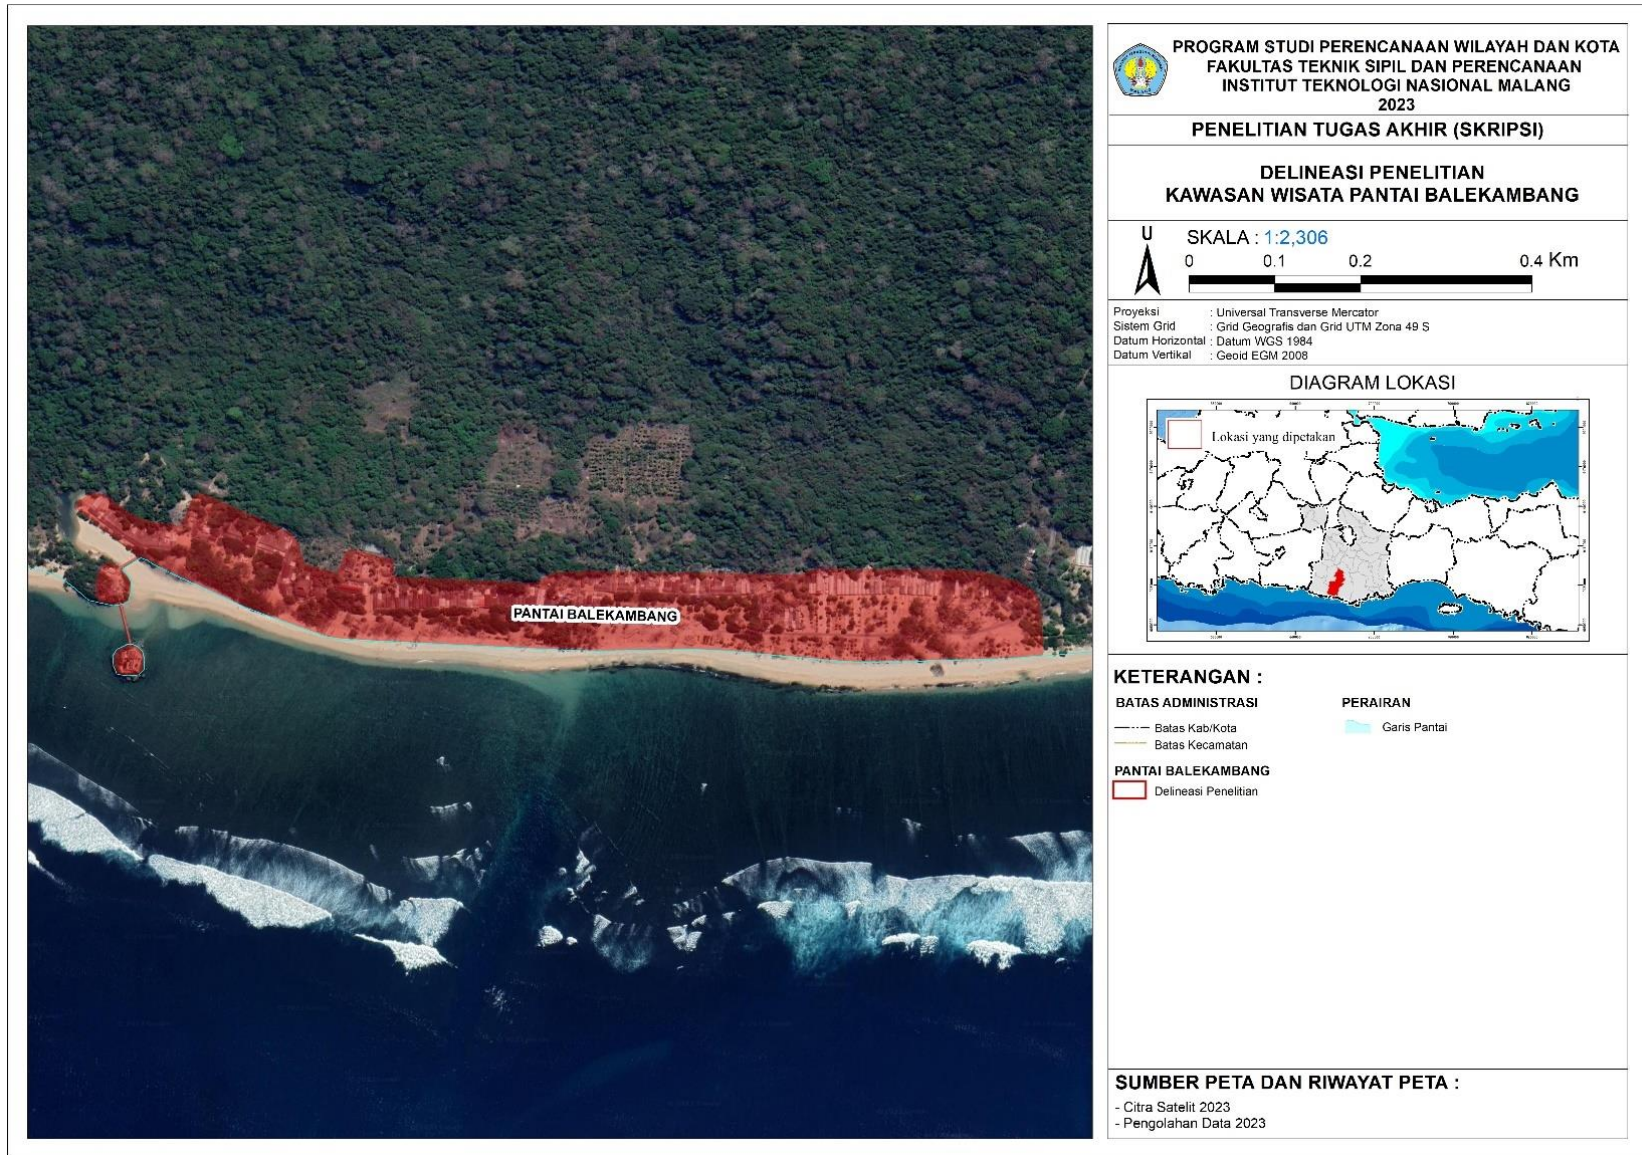 PROGRAM STUDI PERENCANAAN WILAYAH DAN KOTA
FAKULTAS TEKNIK SIPIL DAN PERENCANAAN
INSTITUT TEKNOLOGI NASIONAL MALANG
2023
PENELITIAN TUGAS AKHIR (SKRIPSI)
DELINEASI PENELITIAN
KAWASAN WISATA PANTAI BALEKAMBANG
U
SKALA : 1:2,306
0 0.1 0.2 0.4 Km
Proyeksi : Universal Transverse Mercator
Sistem Grid : Grid Geografis dan Grid UTM Zona 49 S
Datum Horizontal : Datum WGS 1984
Datum Vertikal : Geoid EGM 2008
DIAGRAM LOKASI
Lokasi yang dipetakan
PANTAI BALEKAMBANG
KETERANGAN :
BATAS ADMINISTRASI PERAIRAN
Batas Kab/Kota Garis Pantai
Batas Kecamatan
PANTAI BALEKAMBANG
Delineasi Penelitian
SUMBER PETA DAN RIWAYAT PETA :
- Citra Satelit 2023
- Pengolahan Data 2023